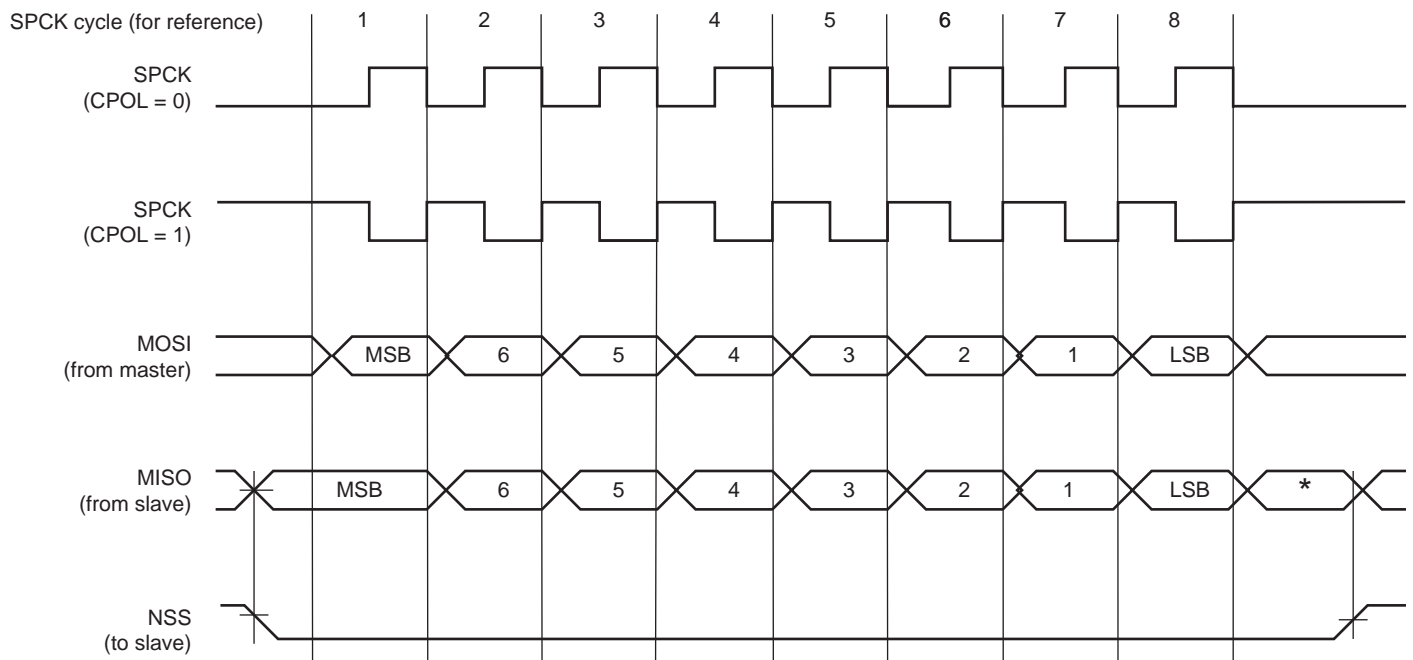 SPCK cycle (for reference) 1 2 3 4 5 6 7 8
SPCK
(CPOL = 0)
SPCK
(CPOL = 1)
MOSI
(from master)
MSB 6 5 4 3 2 1 LSB
MISO
(from slave)
MSB 6 5 4 3 2 1 LSB *
NSS
(to slave)